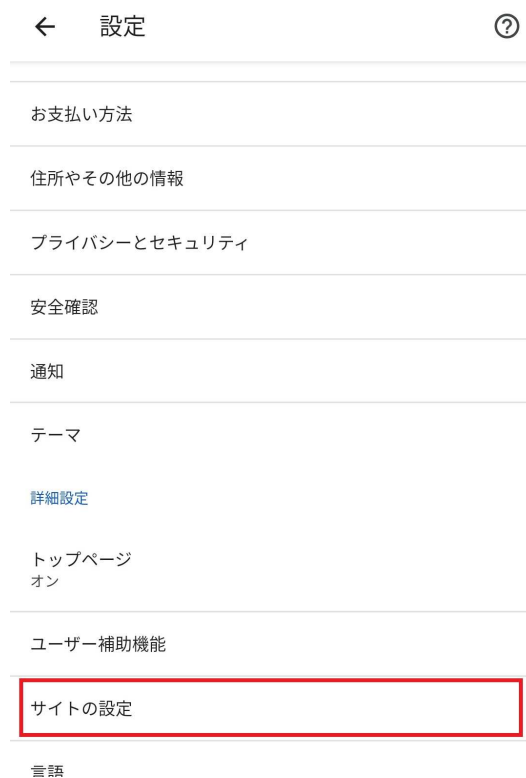 設定
お支払い方法
住所やその他の情報
プライバシーとセキュリティ
安全確認
通知
テーマ
詳細設定
トップページ
オン
ユーザー補助機能
サイトの設定
言語